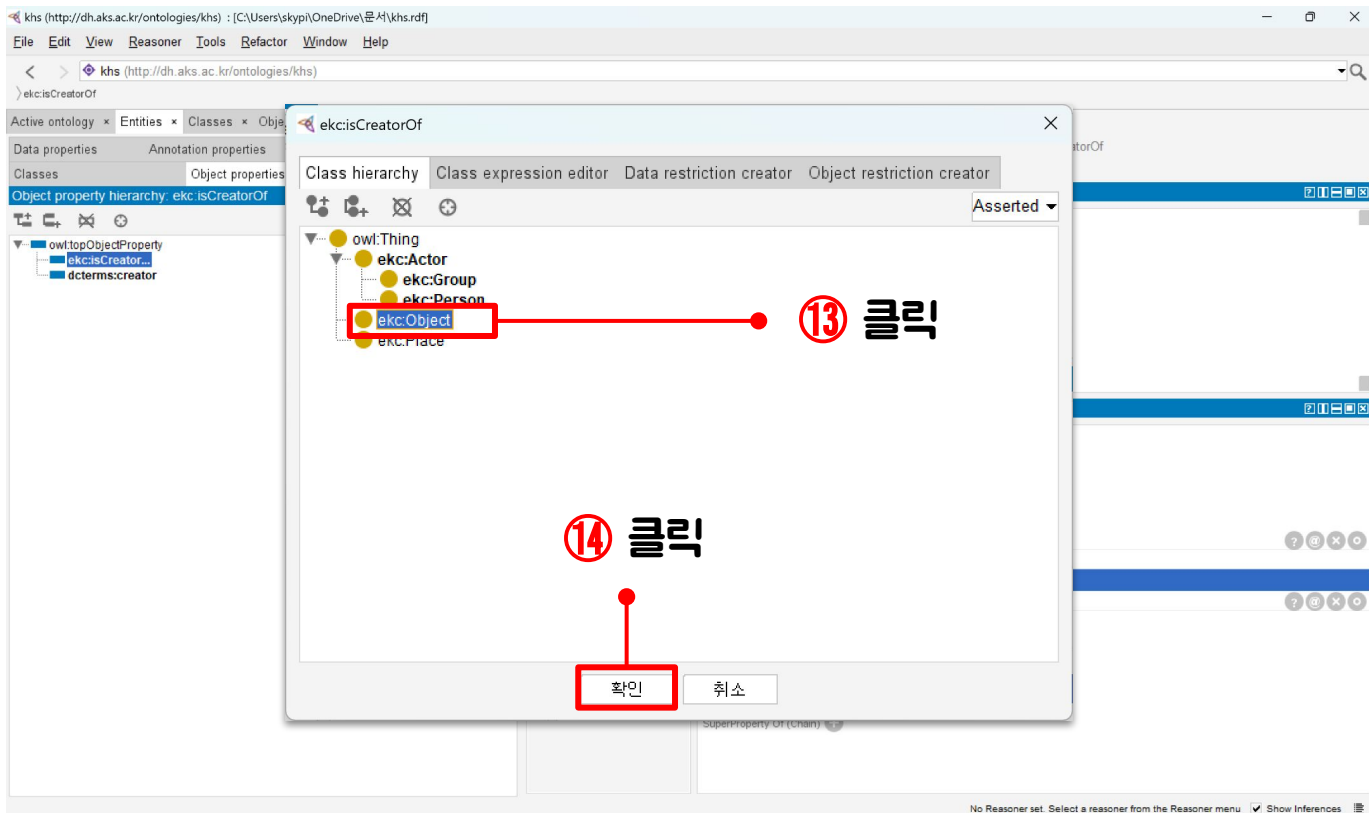 khs (http://dh.aks.ac.kr/ontologies/khs) : [C:\Users\skypi\OneDrive\문서\khs.rdf]
File Edit View Reasoner Tools Refactor Window Help
khs (http://dh.aks.ac.kr/ontologies/khs)
ekc:isCreatorOf
Active ontology × Entities × Classes × Obje
ekc:isCreatorOf
Data properties Annotation properties
atorOf
Classes Object properties
Class hierarchy Class expression editor Data restriction creator Object restriction creator
Object property hierarchy: ekc:isCreatorOf
Asserted
owl:topObjectProperty
ekc:isCreator...
dcterms:creator
owl:Thing
ekc:Actor
ekc:Group
ekc:Person
ekc:Object
ekc:Place
⑬ 클릭
⑭ 클릭
확인 취소
SuperProperty Of (Chain)
No Reasoner set. Select a reasoner from the Reasoner menu Show Inferences